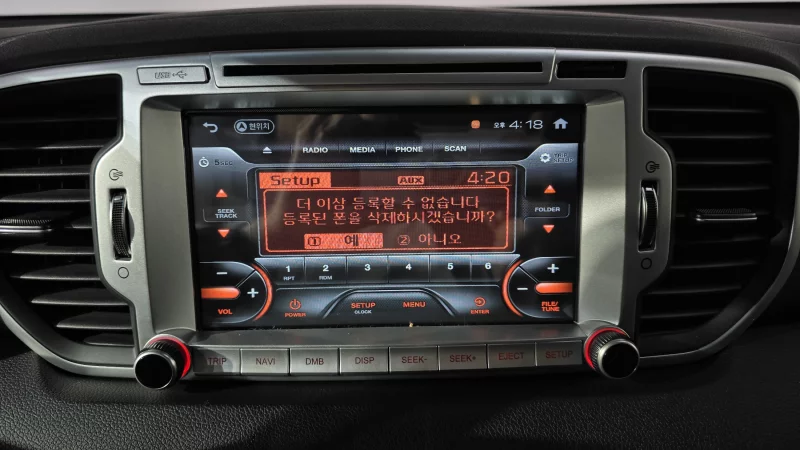 현위치
오후 4:18
RADIO MEDIA PHONE SCAN
5 SEC
Setup AUX 4:20
더 이상 등록할 수 없습니다
등록된 폰을 삭제하시겠습니까?
① 예 ② 아니오
SEEK
TRACK
FOLDER
1 2 3 4 5 6
RPT RDM
VOL
POWER
SETUP
CLOCK
MENU
ENTER
FILE/
TUNE
TRIP NAVI DMB DISP SEEK- SEEK+ EJECT SETUP